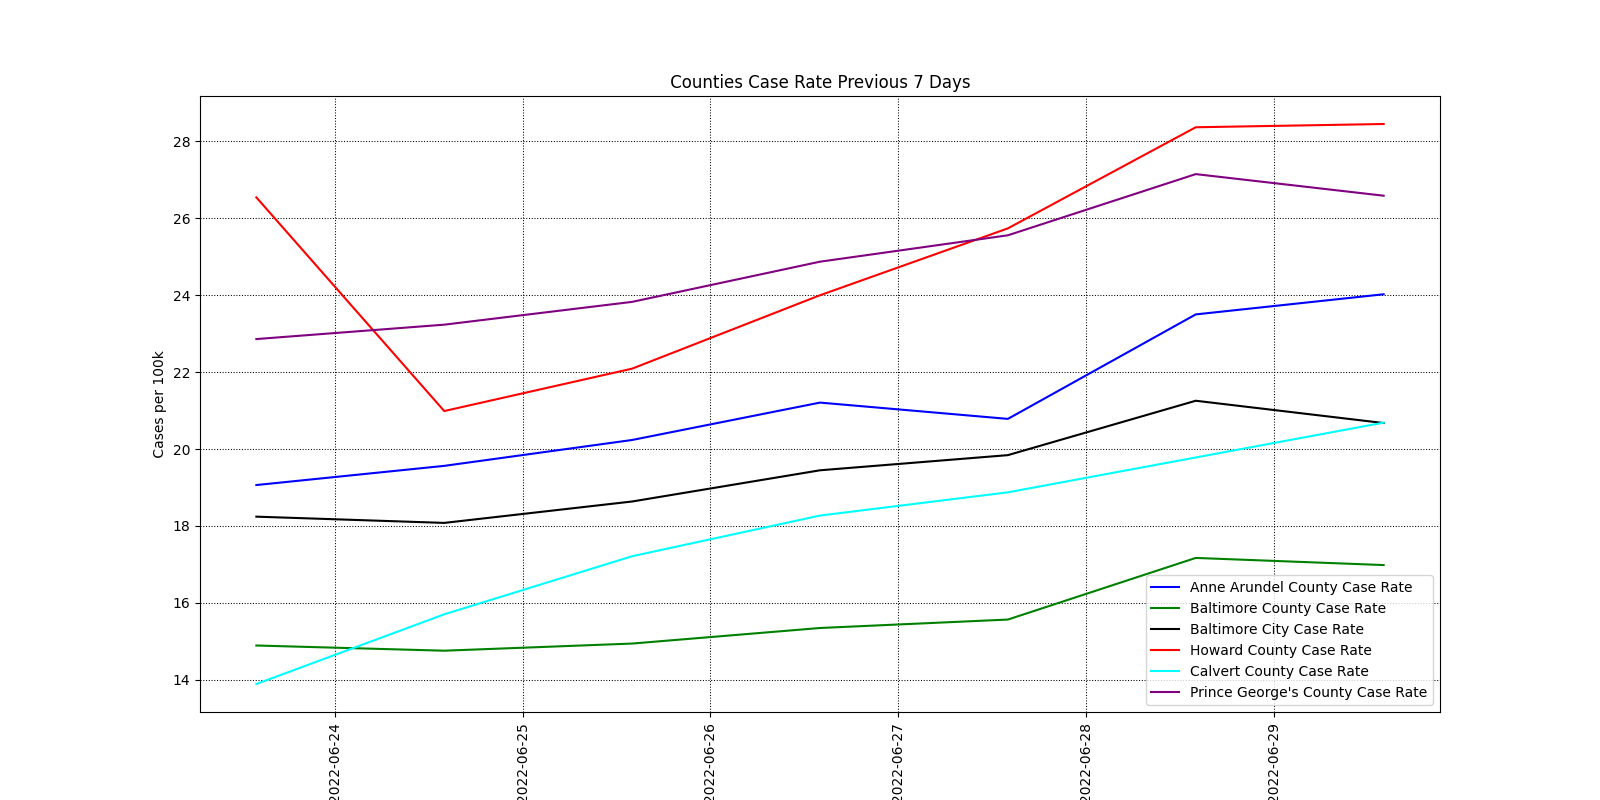 Counties Case Rate Previous 7 Days
Cases per 100k
28
26
24
22
20
18
16
14
Anne Arundel County Case Rate
Baltimore County Case Rate
Baltimore City Case Rate
Howard County Case Rate
Calvert County Case Rate
Prince George's County Case Rate
2022-06-24
2022-06-25
2022-06-26
2022-06-27
2022-06-28
2022-06-29